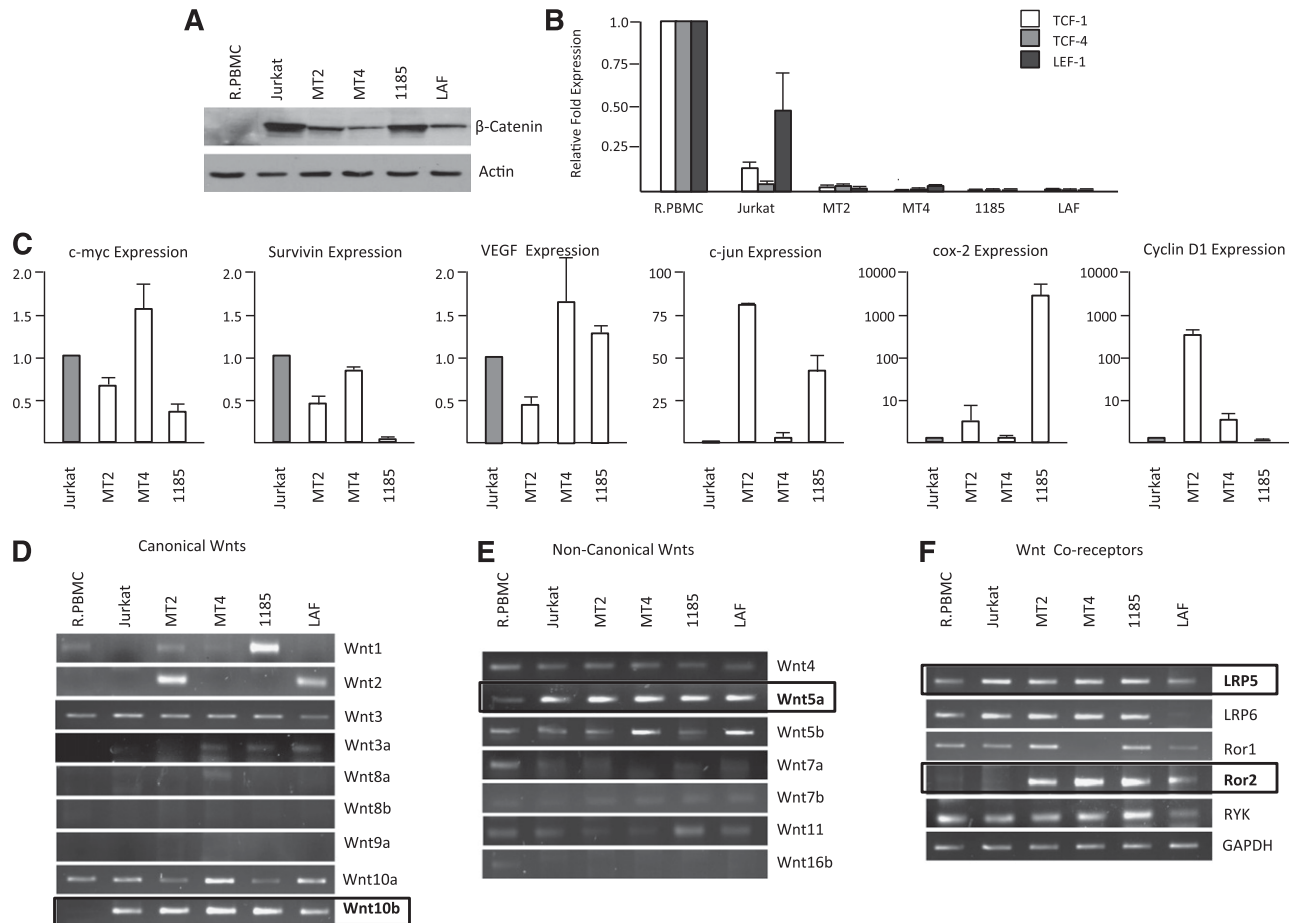 A
R.PBMC
Jurkat
MT2
MT4
1185
LAF
β-Catenin
Actin
B
Relative Fold Expression
1.0
0.75
0.50
0.25
R.PBMC Jurkat MT2 MT4 1185 LAF
TCF-1
TCF-4
LEF-1
C
c-myc Expression
2.0
1.5
1.0
0.5
Jurkat
MT2
MT4
1185
Survivin Expression
2.0
1.5
1.0
0.5
Jurkat
MT2
MT4
1185
VEGF Expression
2.0
1.5
1.0
0.5
Jurkat
MT2
MT4
1185
c-jun Expression
100
75
50
25
Jurkat
MT2
MT4
1185
cox-2 Expression
10000
1000
100
10
Jurkat
MT2
MT4
1185
Cyclin D1 Expression
10000
1000
100
10
Jurkat
MT2
MT4
1185
D
Canonical Wnts
R.PBMC
Jurkat
MT2
MT4
1185
LAF
Wnt1
Wnt2
Wnt3
Wnt3a
Wnt8a
Wnt8b
Wnt9a
Wnt10a
Wnt10b
E
Non-Canonical Wnts
R.PBMC
Jurkat
MT2
MT4
1185
LAF
Wnt4
Wnt5a
Wnt5b
Wnt7a
Wnt7b
Wnt11
Wnt16b
F
Wnt Co-receptors
R.PBMC
Jurkat
MT2
MT4
1185
LAF
LRP5
LRP6
Ror1
Ror2
RYK
GAPDH